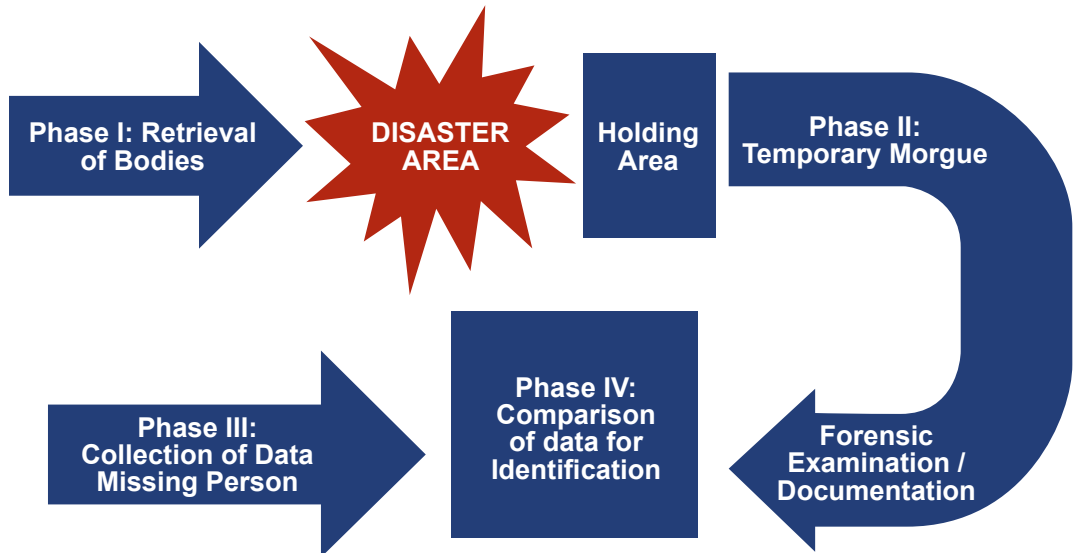 Phase I: Retrieval
of Bodies
DISASTER
AREA
Holding
Area
Phase II:
Temporary Morgue
Phase III:
Collection of Data
Missing Person
Phase IV:
Comparison
of data for
Identification
Forensic
Examination /
Documentation